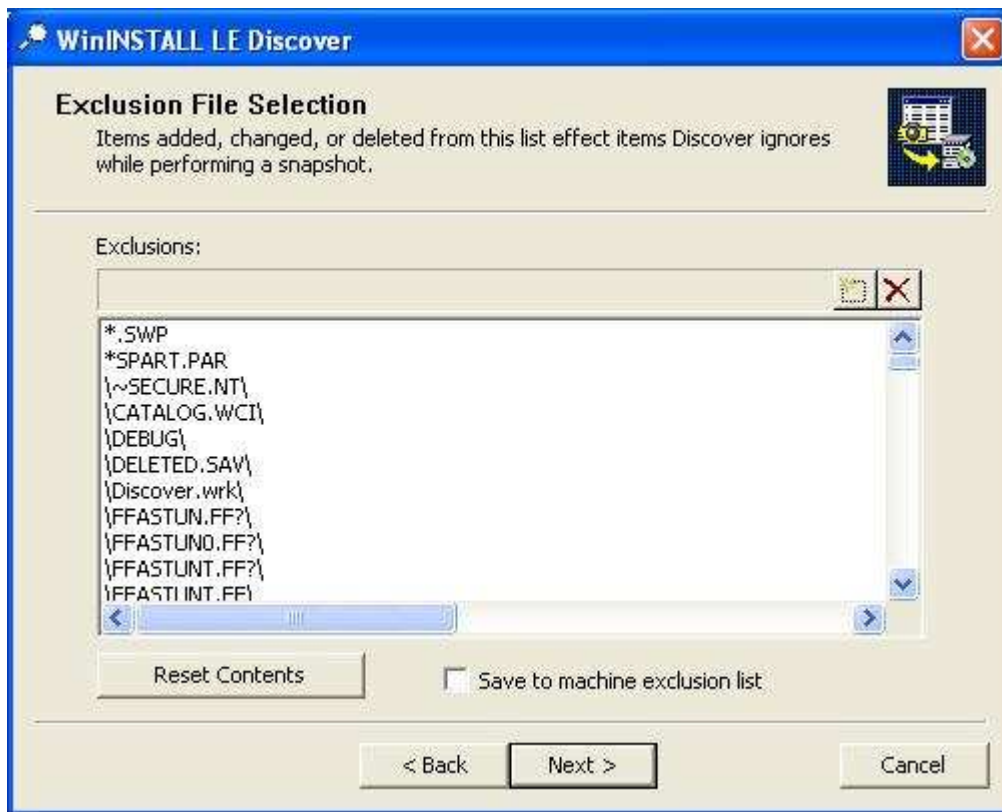 WinINSTALL LE Discover
Exclusion File Selection
Items added, changed, or deleted from this list effect items Discover ignores
while performing a snapshot.
Exclusions:
*.SWP
*SPART.PAR
\~SECURE.NT\
\CATALOG.WCI\
\DEBUG\
\DELETED.SAV\
\Discover.wrk\
\FFASTUN.FF?\
\FFASTUN0.FF?\
\FFASTUNT.FF?\
\FFASTUNT.FF\
Reset Contents
Save to machine exclusion list
< Back
Next >
Cancel